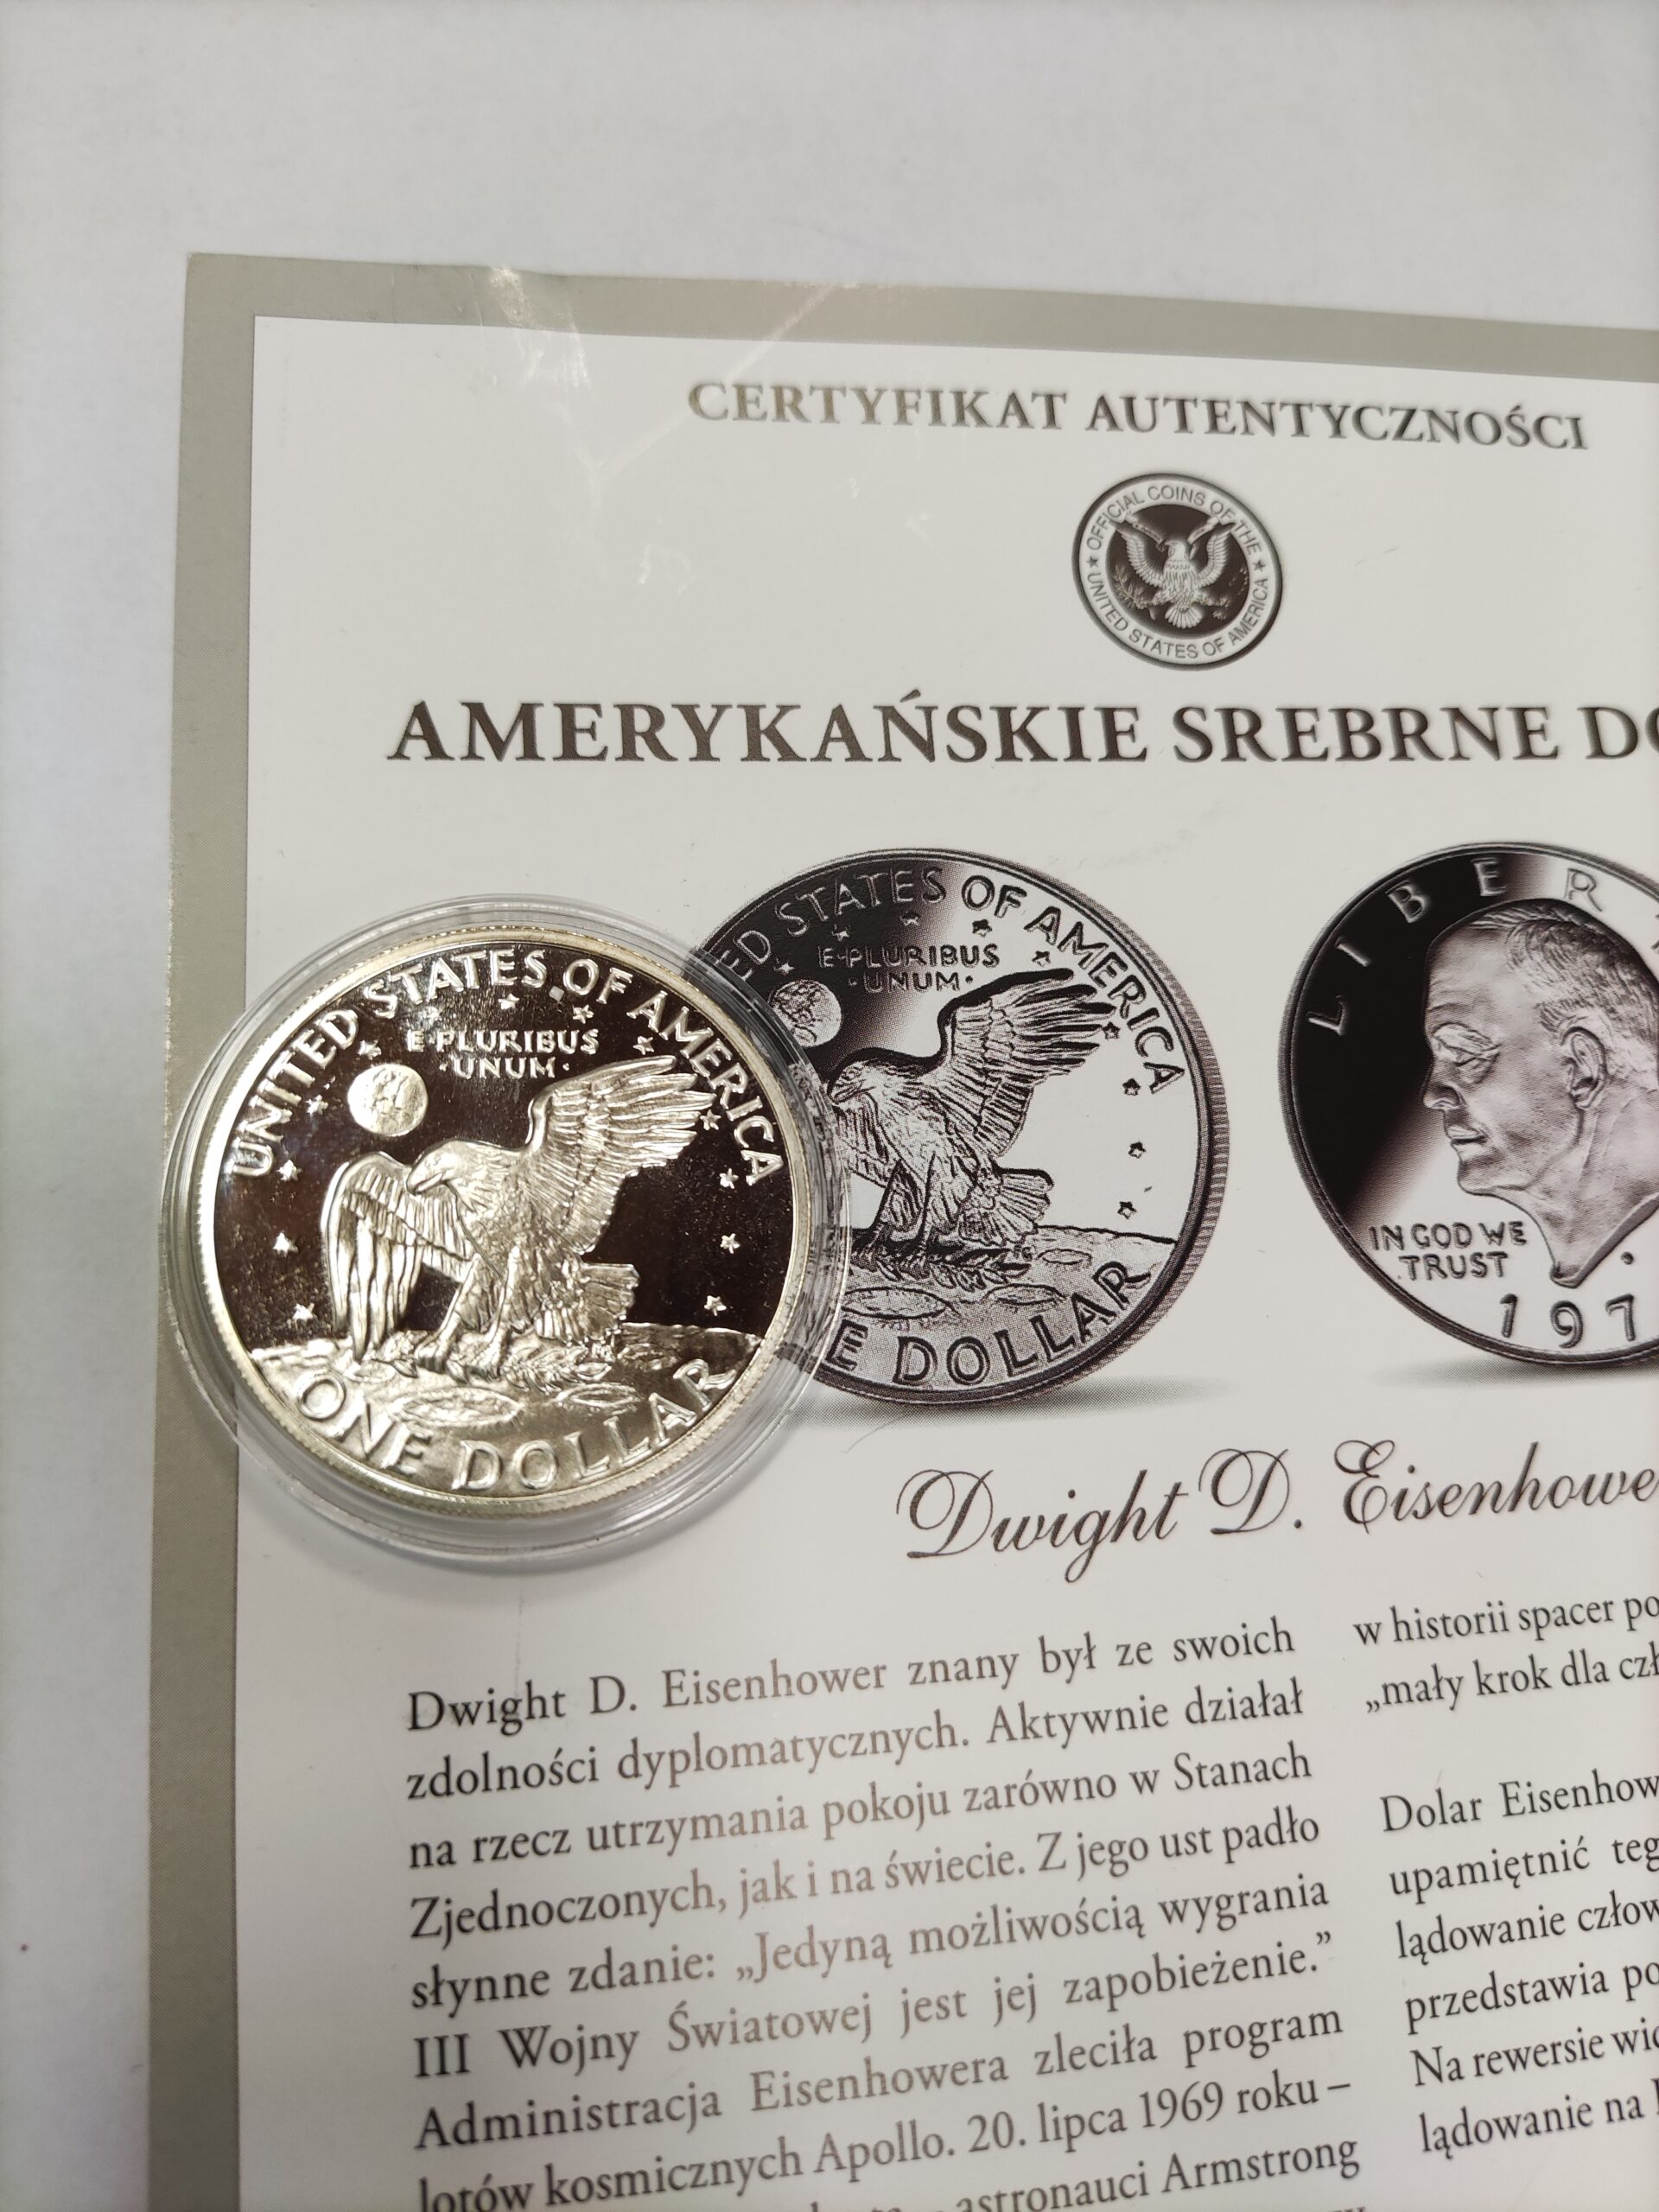 CERTYFIKAT AUTENTYCZNOŚCI
OFFICIAL COINS OF THE
UNITED STATES OF AMERICA
AMERYKAŃSKIE SREBRNE
UNITED STATES OF AMERICA
E PLURIBUS
·UNUM·
ONE DOLLAR
STATES OF AMERICA
E·PLURIBUS
·UNUM·
DOLLAR
LIBER
IN GOD WE
TRUST
197
Dwight D. Eisenhowe
Dwight D. Eisenhower znany był ze swoich
zdolności dyplomatycznych. Aktywnie działał
na rzecz utrzymania pokoju zarówno w Stanach
Zjednoczonych, jak i na świecie. Z jego ust padło
słynne zdanie: „Jedyną możliwością wygrania
III Wojny Światowej jest jej zapobieżenie.”
Administracja Eisenhowera zleciła program
lotów kosmicznych Apollo. 20. lipca 1969 roku –
astronauci Armstrong
w historii spacer po
„mały krok dla czł
Dolar Eisenhow
upamiętnić teg
lądowanie człow
przedstawia po
Na rewersie wid
lądowanie na